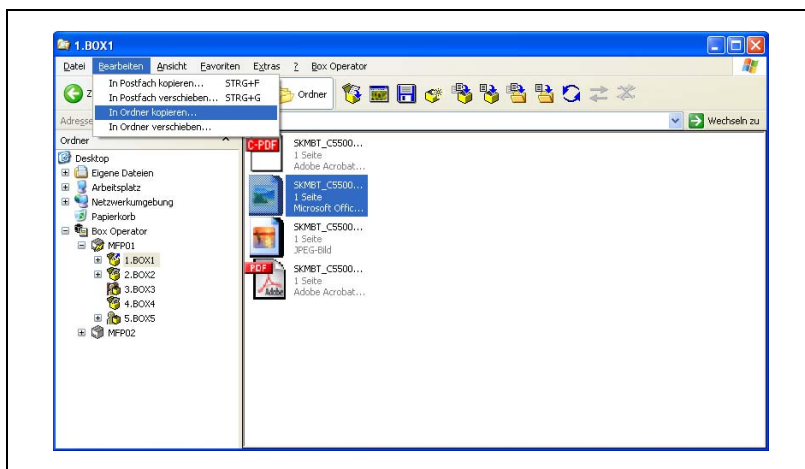 1.BOX1
Datei Bearbeiten Ansicht Favoriten Extras ? Box Operator
In Postfach kopieren... STRG+F
In Postfach verschieben... STRG+G
In Ordner kopieren...
In Ordner verschieben...
Z
Ordner
Adresse
Wechseln zu
Ordner
Desktop
Eigene Dateien
Arbeitsplatz
Netzwerkumgebung
Papierkorb
Box Operator
MFP01
1.BOX1
2.BOX2
3.BOX3
4.BOX4
5.BOX5
MFP02
C-PDF
SKMBT_C5500...
1 Seite
Adobe Acrobat...
SKMBT_C5500...
1 Seite
Microsoft Offic...
SKMBT_C5500...
1 Seite
JPEG-Bild
PDF
Adobe
SKMBT_C5500...
1 Seite
Adobe Acrobat...